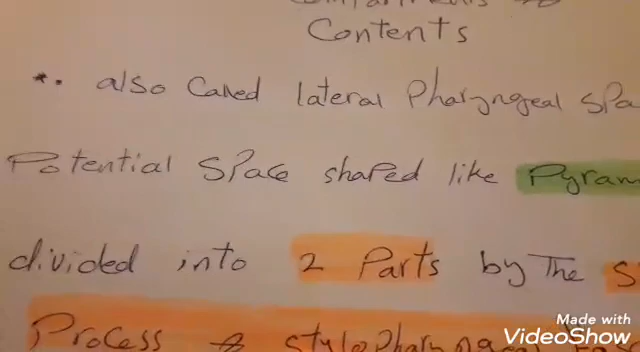 Contents
*. also Called lateral Pharyngeal
Potential Space shaped like
divided into 2 Parts by The
Process & stylopharyngeal
Made with
VideoShow